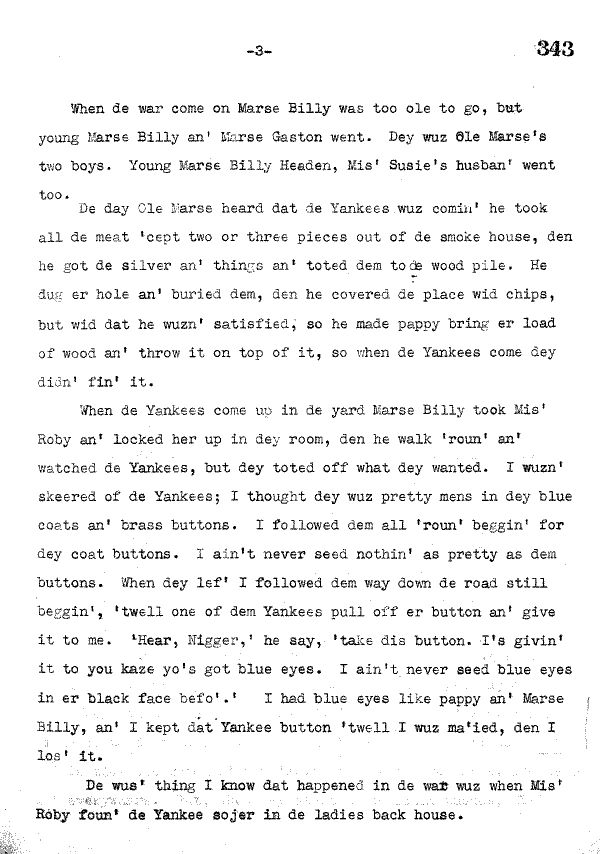 -3- 343
When de war come on Marse Billy was too ole to go, but
young Marse Billy an' Marse Gaston went. Dey wuz Ole Marse's
two boys. Young Marse Billy Headen, Mis' Susie's husban' went
too.
De day Ole Marse heard dat de Yankees wuz comin' he took
all de meat 'cept two or three pieces out of de smoke house, den
he got de silver an' things an' toted dem to de wood pile. He
dug er hole an' buried dem, den he covered de place wid chips,
but wid dat he wuzn' satisfied, so he made pappy bring er load
of wood an' throw it on top of it, so when de Yankees come dey
didn' fin' it.
When de Yankees come up in de yard Marse Billy took Mis'
Roby an' locked her up in dey room, den he walk 'roun' an'
watched de Yankees, but dey toted off what dey wanted. I wuzn'
skeered of de Yankees; I thought dey wuz pretty mens in dey blue
coats an' brass buttons. I followed dem all 'roun' beggin' for
dey coat buttons. I ain't never seed nothin' as pretty as dem
buttons. When dey lef' I followed dem way down de road still
beggin', 'twell one of dem Yankees pull off er button an' give
it to me. 'Hear, Nigger,' he say, 'take dis button. I's givin'
it to you kaze yo's got blue eyes. I ain't never seed blue eyes
in er black face befo'.' I had blue eyes like pappy an' Marse
Billy, an' I kept dat Yankee button 'twell I wuz ma'ied, den I
los' it.
De wus' thing I know dat happened in de war wuz when Mis'
Roby foun' de Yankee sojer in de ladies back house.